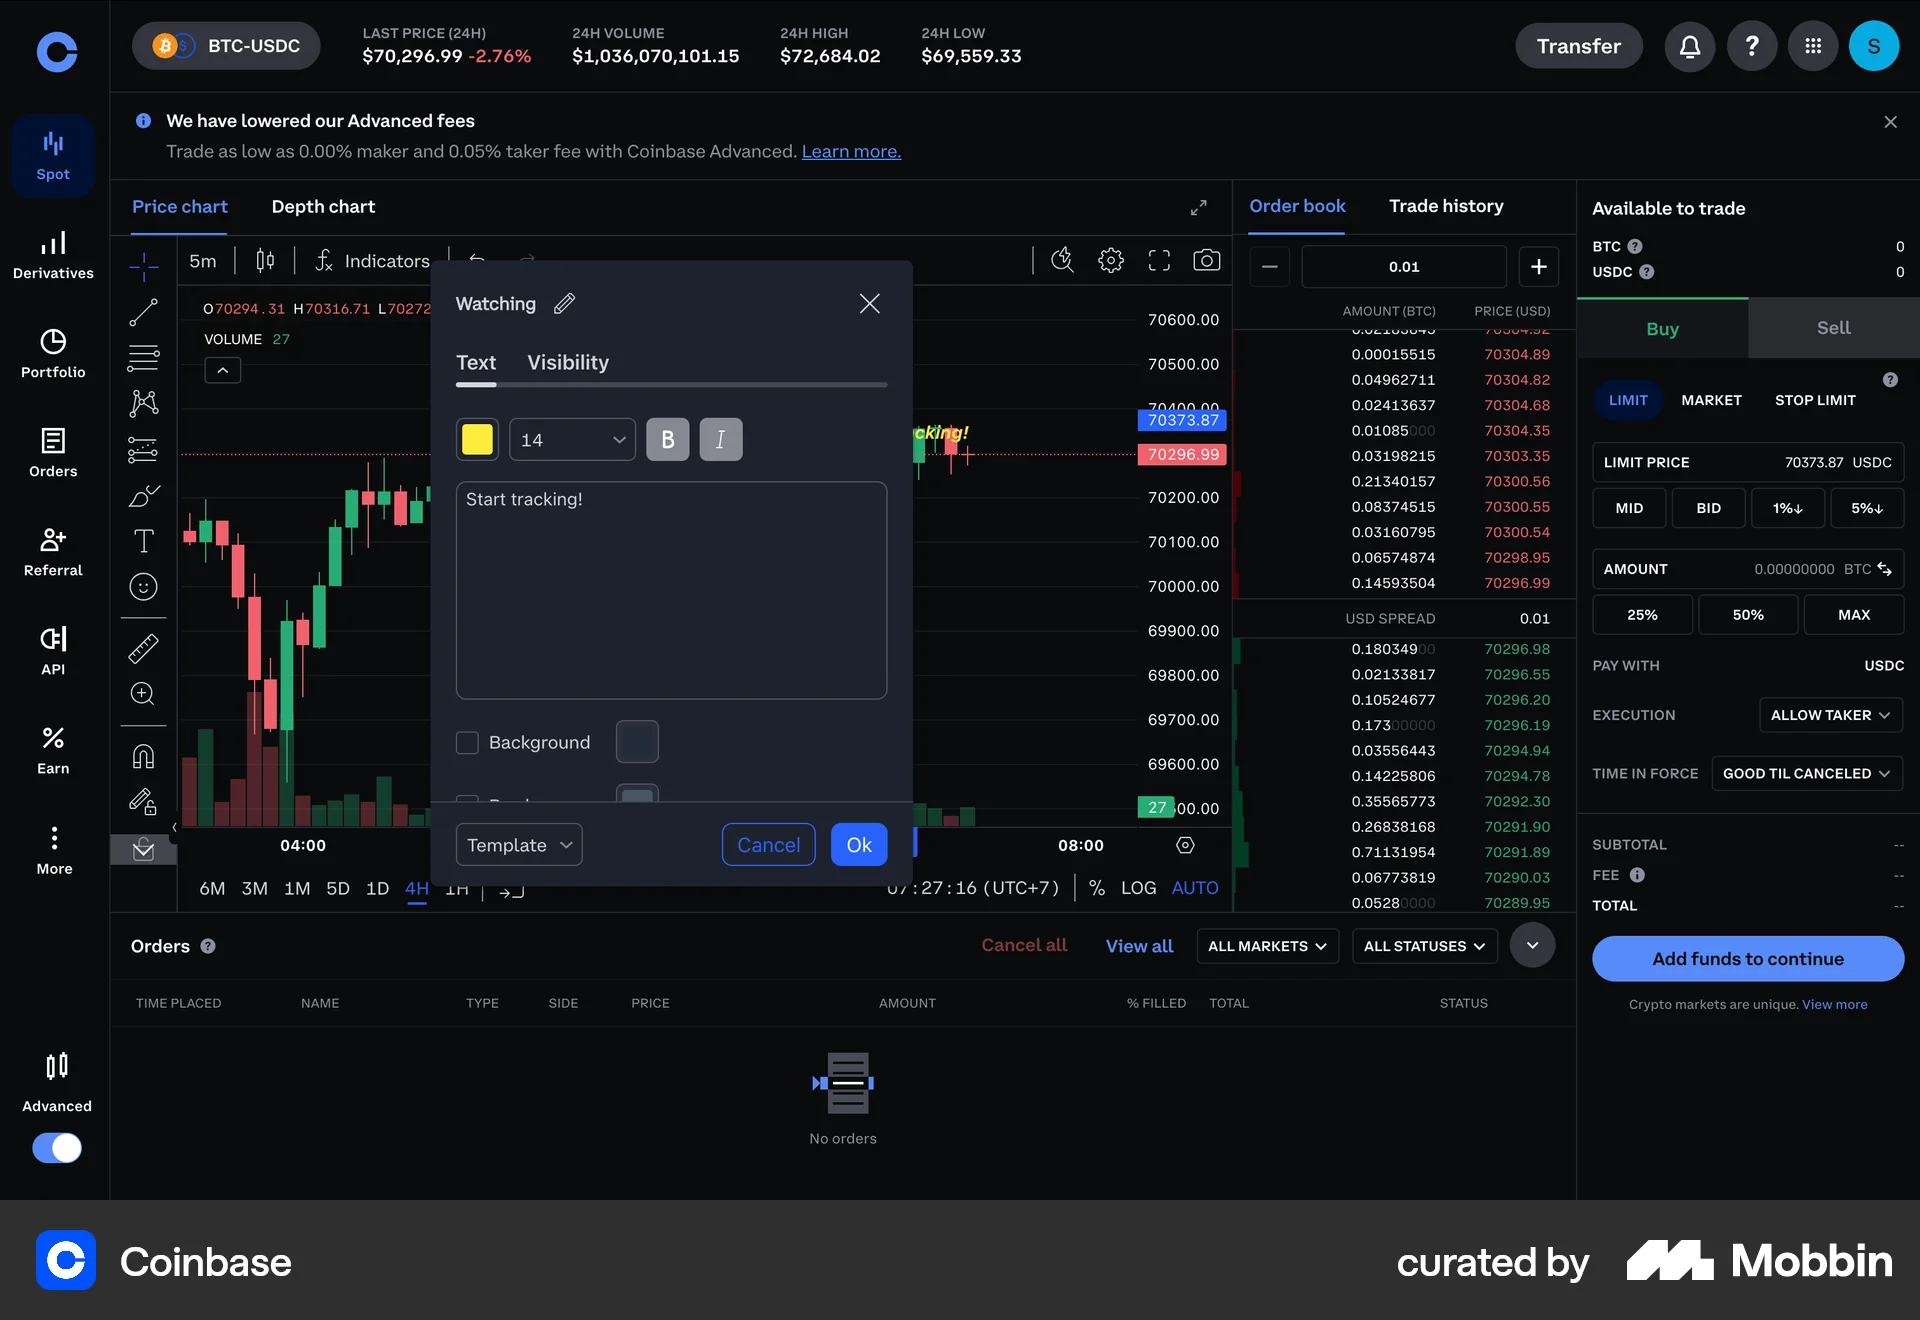 BTC-USDC
LAST PRICE (24H)
$70,296.99 -2.76%
24H VOLUME
$1,036,070,101.15
24H HIGH
$72,684.02
24H LOW
$69,559.33
Transfer
?
S
We have lowered our Advanced fees
Trade as low as 0.00% maker and 0.05% taker fee with Coinbase Advanced. Learn more.
Spot
Derivatives
Portfolio
Orders
Referral
API
Earn
More
Advanced
Price chart
Depth chart
5m
Indicators
O70294.31 H70316.71 L70272
VOLUME 27
Watching
Text
Visibility
14
B
I
Start tracking!
Background
Template
Cancel
Ok
cking!
70600.00
70500.00
70400.00
70373.87
70296.99
70200.00
70100.00
70000.00
69900.00
69800.00
69700.00
69600.00
27
00.00
04:00
08:00
6M 3M 1M 5D 1D 4H 1H
07:27:16 (UTC+7)
% LOG AUTO
Order book
Trade history
0.01
AMOUNT (BTC) PRICE (USD)
0.00015515 70304.89
0.04962711 70304.82
0.02413637 70304.68
0.01085000 70304.35
0.03198215 70303.35
0.21340157 70300.56
0.08374515 70300.55
0.03160795 70300.54
0.06574874 70298.95
0.14593504 70296.99
USD SPREAD 0.01
0.18034900 70296.98
0.02133817 70296.55
0.10524677 70296.20
0.17300000 70296.19
0.03556443 70294.94
0.14225806 70294.78
0.35565773 70292.30
0.26838168 70291.90
0.71131954 70291.89
0.06773819 70290.03
0.05280000 70289.95
Available to trade
BTC ? 0
USDC ? 0
Buy
Sell
?
LIMIT
MARKET
STOP LIMIT
LIMIT PRICE 70373.87 USDC
MID
BID
1%↓
5%↓
AMOUNT 0.00000000 BTC
25%
50%
MAX
PAY WITH USDC
EXECUTION ALLOW TAKER
TIME IN FORCE GOOD TIL CANCELED
SUBTOTAL --
FEE --
TOTAL --
Add funds to continue
Crypto markets are unique. View more
Orders ?
Cancel all
View all
ALL MARKETS
ALL STATUSES
TIME PLACED NAME TYPE SIDE PRICE AMOUNT % FILLED TOTAL STATUS
No orders
Coinbase
curated by
Mobbin